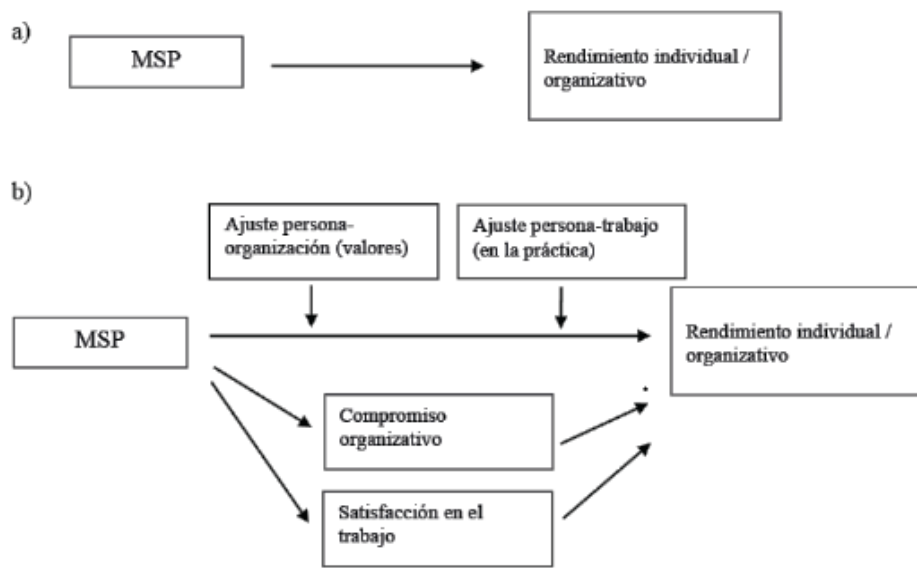 a)
MSP
Rendimiento individual /
organizativo
b)
Ajuste persona-
organización (valores)
Ajuste persona-trabajo
(en la práctica)
MSP
Rendimiento individual /
organizativo
Compromiso
organizativo
Satisfacción en el
trabajo